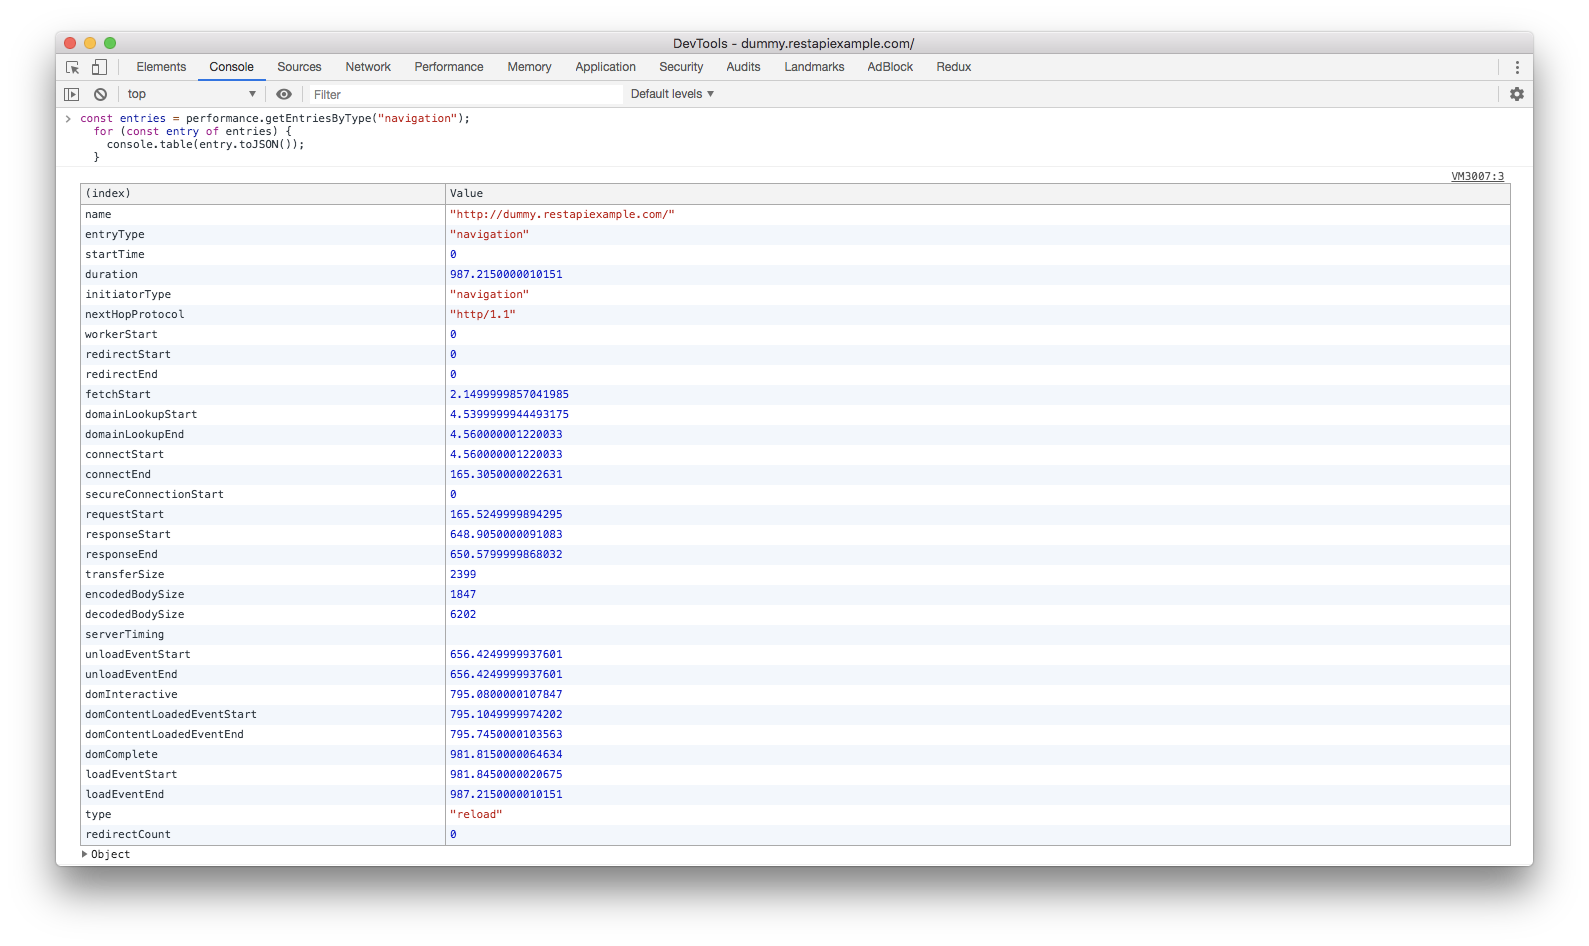 DevTools - dummy.restapiexample.com/
Elements Console Sources Network Performance Memory Application Security Audits Landmarks AdBlock Redux
top Filter Default levels
const entries = performance.getEntriesByType("navigation");
for (const entry of entries) {
console.table(entry.toJSON());
}
VM3007:3
(index) Value
name "http://dummy.restapiexample.com/"
entryType "navigation"
startTime 0
duration 987.2150000010151
initiatorType "navigation"
nextHopProtocol "http/1.1"
workerStart 0
redirectStart 0
redirectEnd 0
fetchStart 2.1499999857041985
domainLookupStart 4.5399999944493175
domainLookupEnd 4.560000001220033
connectStart 4.560000001220033
connectEnd 165.3050000022631
secureConnectionStart 0
requestStart 165.5249999894295
responseStart 648.9050000091083
responseEnd 650.5799999868032
transferSize 2399
encodedBodySize 1847
decodedBodySize 6202
serverTiming
unloadEventStart 656.4249999937601
unloadEventEnd 656.4249999937601
domInteractive 795.0800000107847
domContentLoadedEventStart 795.1049999974202
domContentLoadedEventEnd 795.7450000103563
domComplete 981.8150000064634
loadEventStart 981.8450000020675
loadEventEnd 987.2150000010151
type "reload"
redirectCount 0
Object